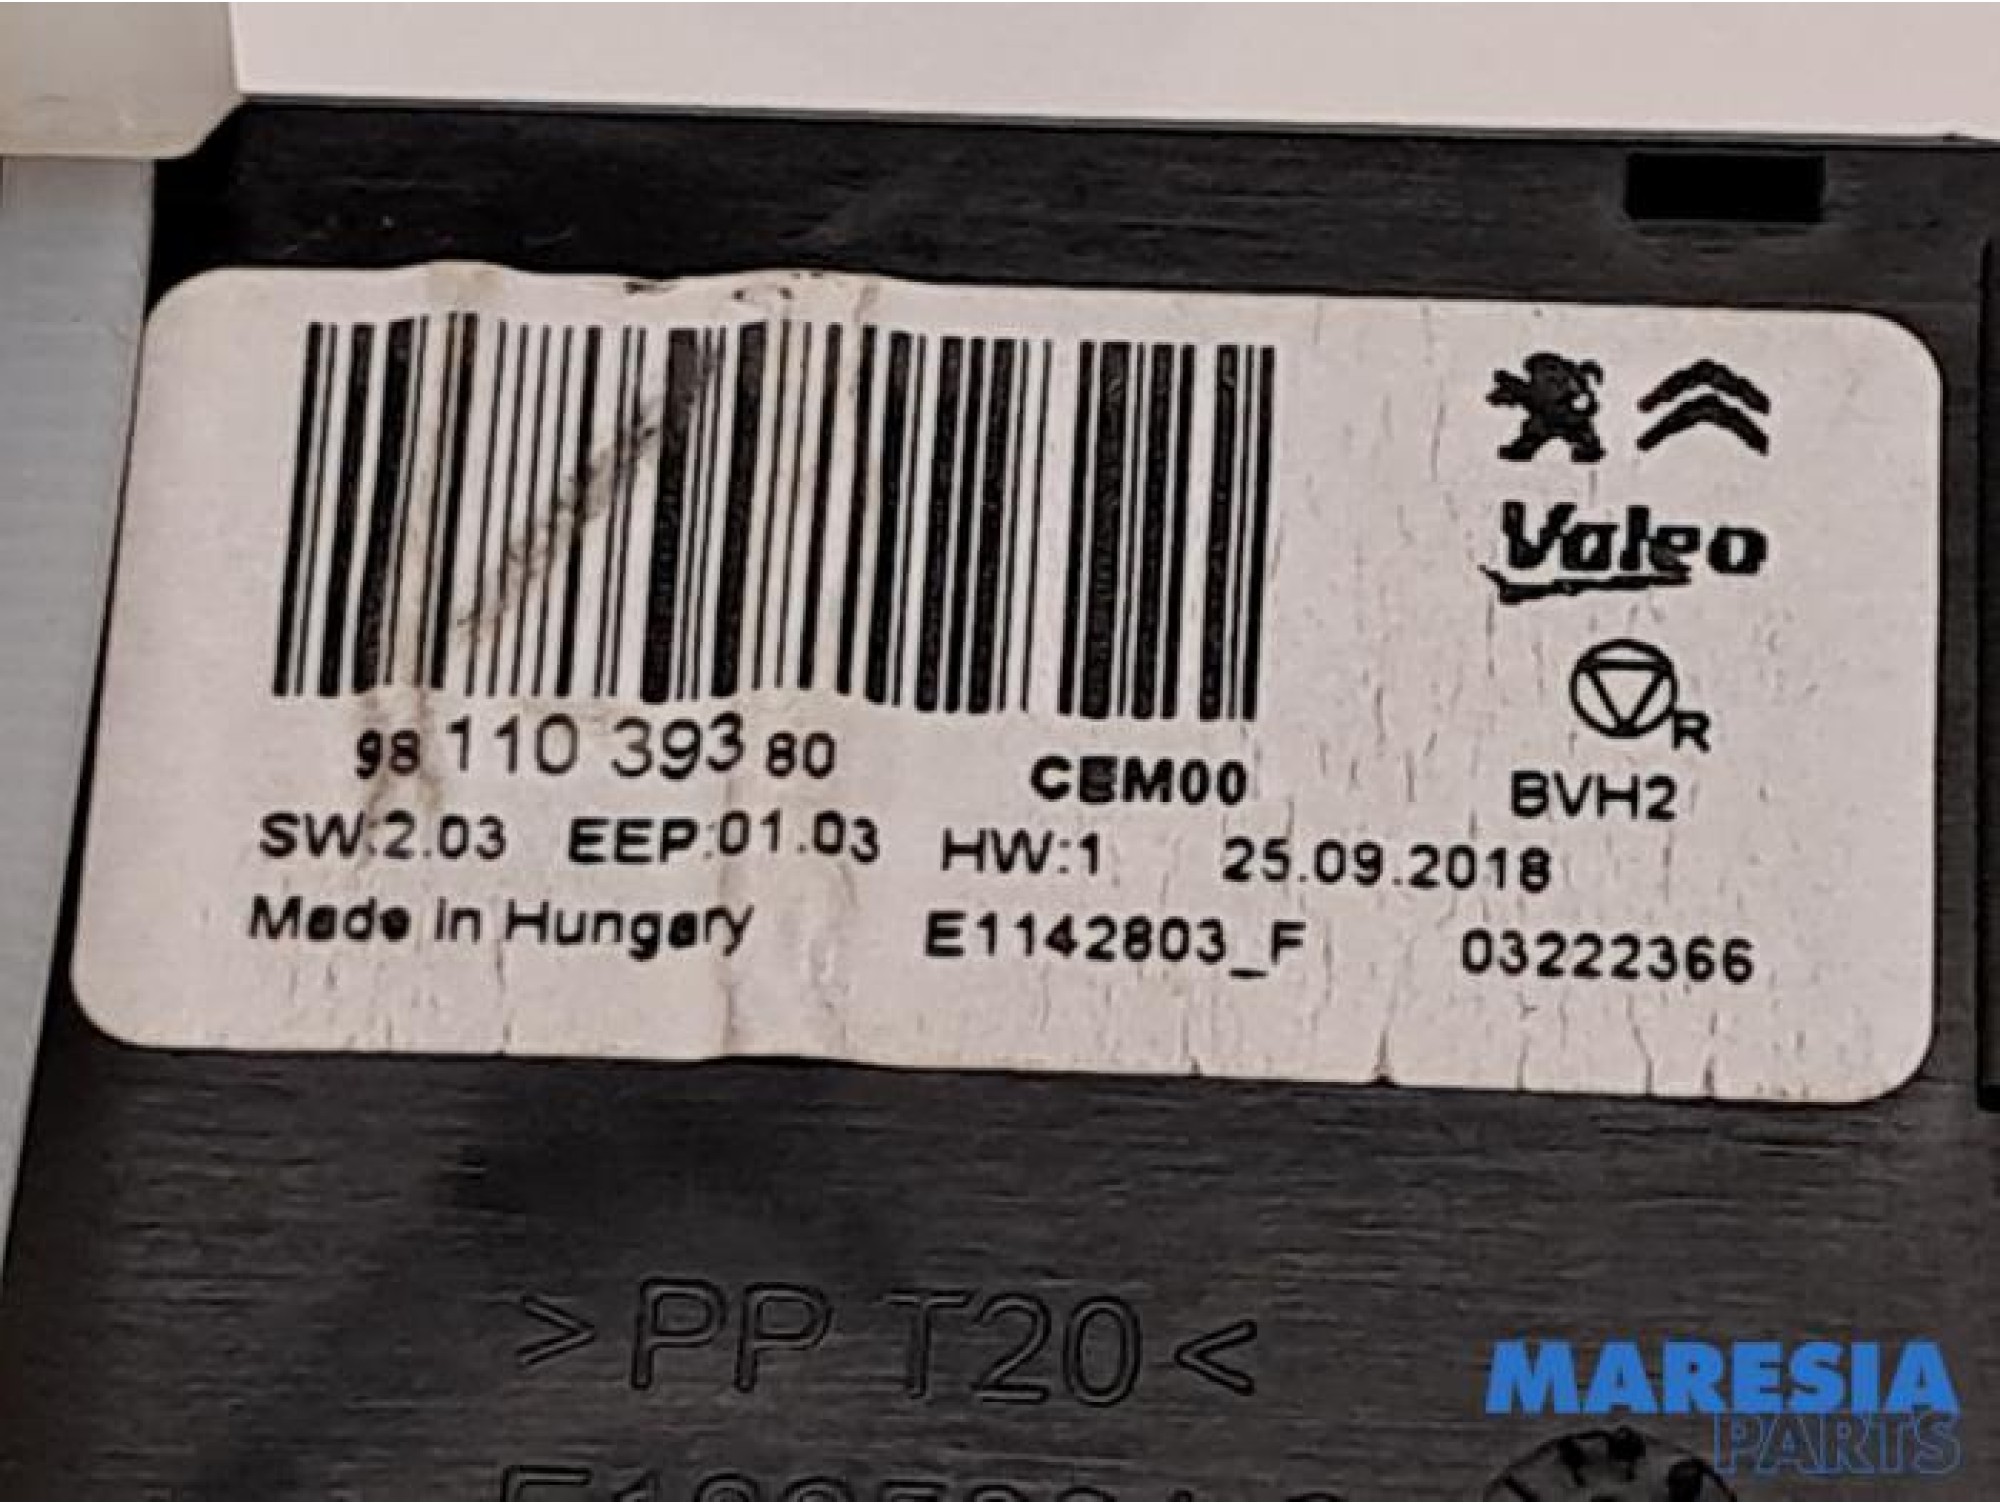 98 110 393 80 CEM00
Valeo
R
BVH2
SW:2.03 EEP:01.03 HW:1 25.09.2018
Made in Hungary E1142803_F 03222366
>PP T20<
MARESIA
PARTS